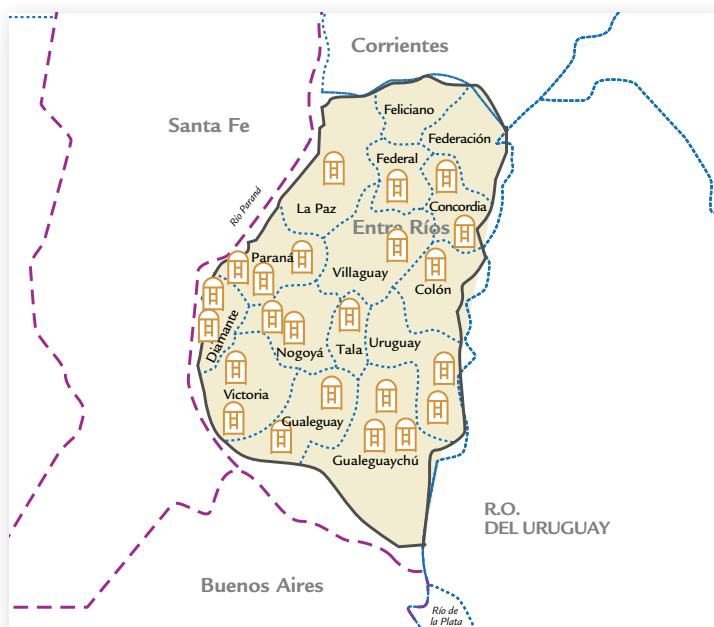 Corrientes
Feliciano
Santa Fe
Federación
Federal
Río Paraná
La Paz
Concordia
Entre Ríos
Paraná
Villaguay
Colón
Diamante
Nogoyá
Tala
Uruguay
Victoria
Gualeguay
Gualeguaychú
R.O.
DEL URUGUAY
Buenos Aires
Río de
la Plata